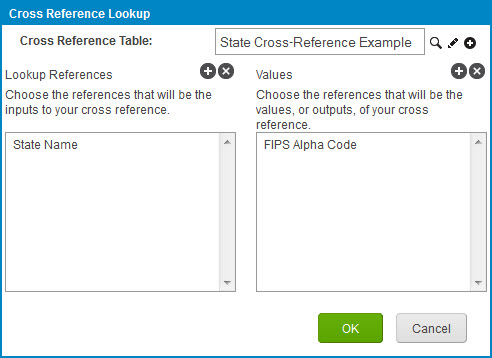 Cross Reference Lookup
Cross Reference Table:
State Cross-Reference Example
Lookup References
Choose the references that will be the
inputs to your cross reference.
State Name
Values
Choose the references that will be the
values, or outputs, of your cross
reference.
FIPS Alpha Code
OK
Cancel